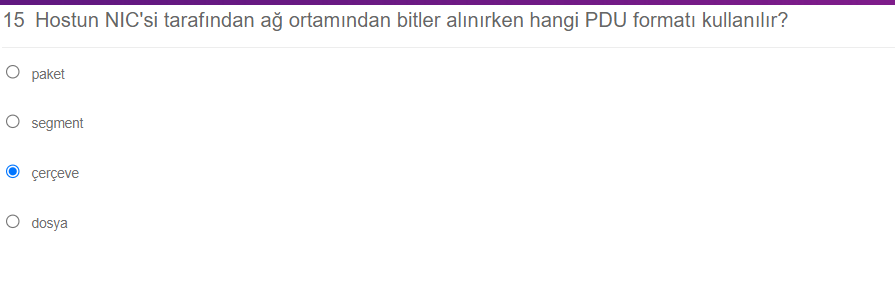 15 Hostun NIC'si tarafından ağ ortamından bitler alınırken hangi PDU formatı kullanılır?
paket
segment
çerçeve
dosya